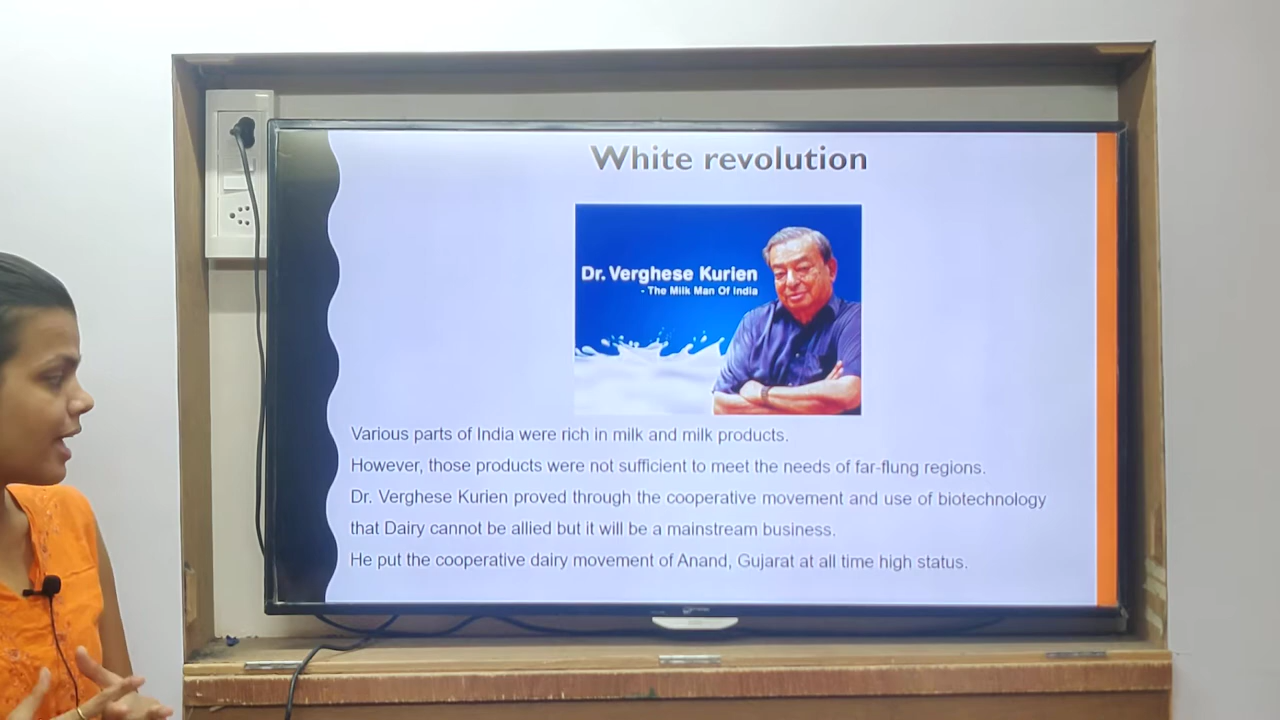 White revolution
Dr. Verghese Kurien
- The Milk Man Of India
Various parts of India were rich in milk and milk products.
However, those products were not sufficient to meet the needs of far-flung regions.
Dr. Verghese Kurien proved through the cooperative movement and use of biotechnology
that Dairy cannot be allied but it will be a mainstream business.
He put the cooperative dairy movement of Anand, Gujarat at all time high status.